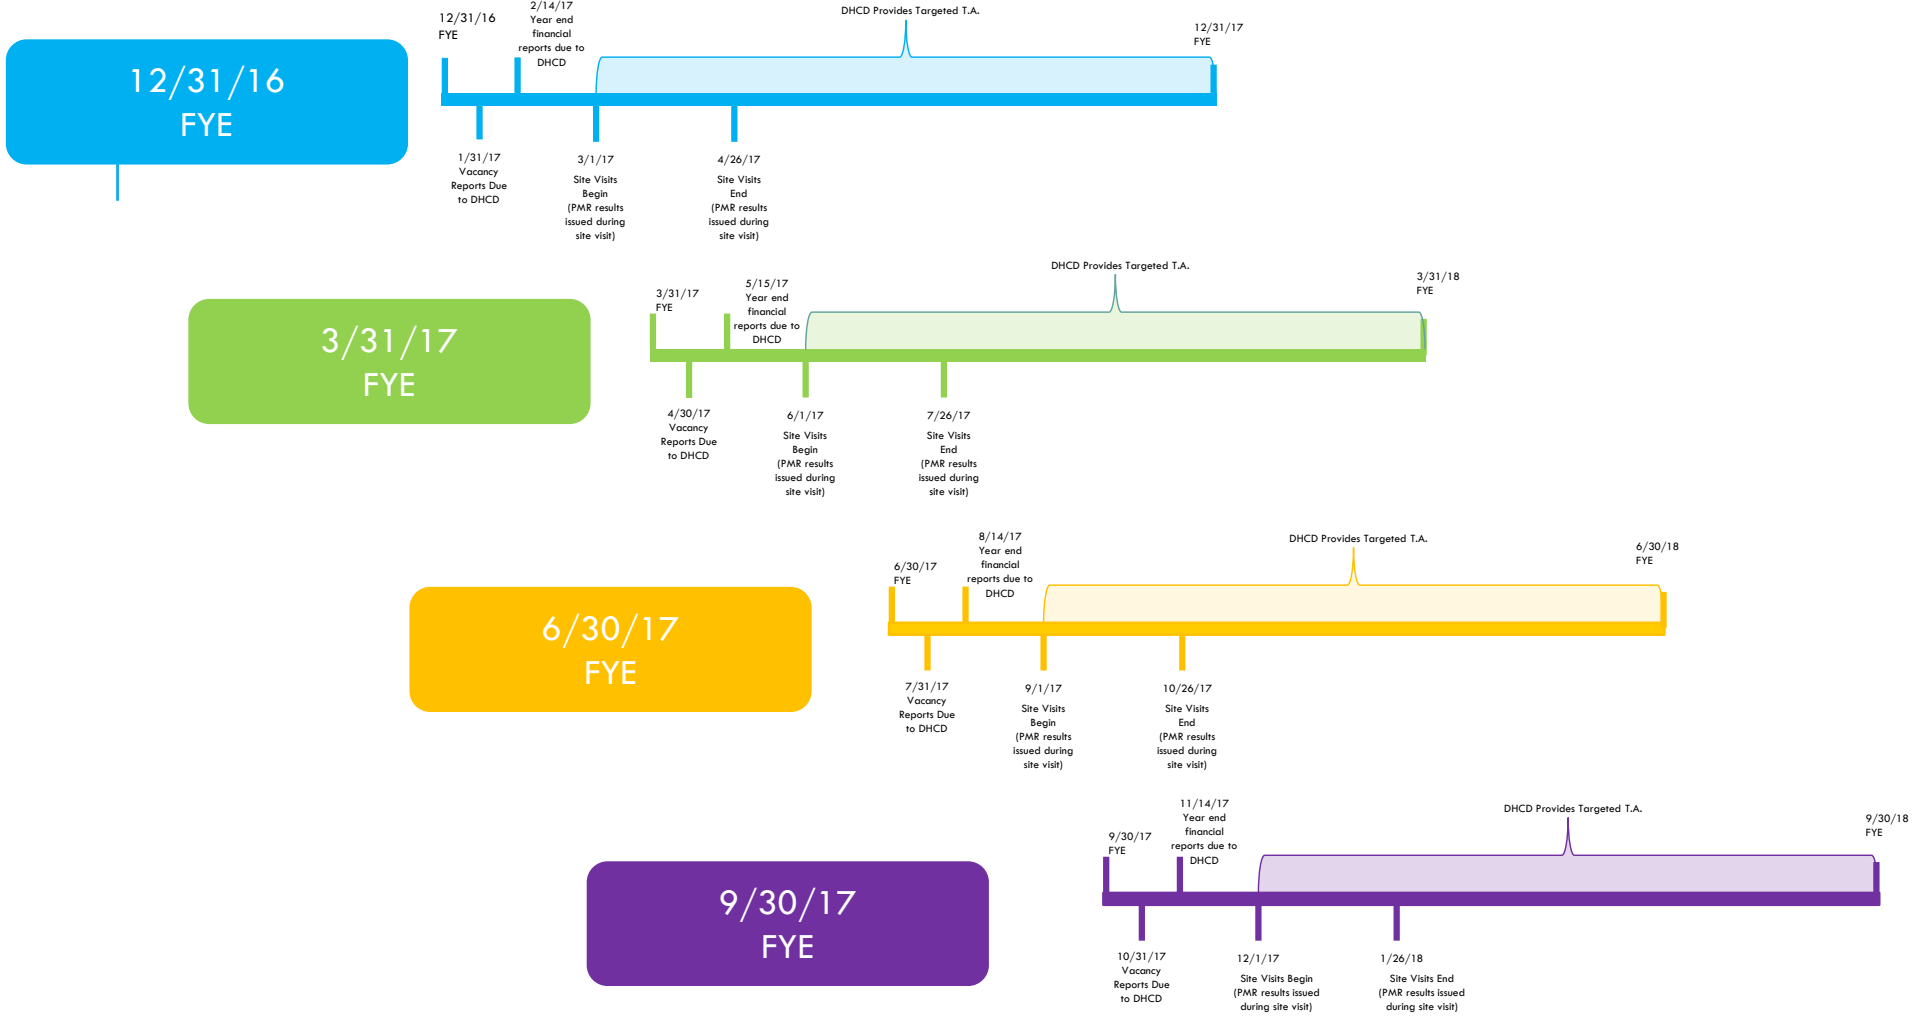 12/31/16
FYE
12/31/16
FYE
2/14/17
Year end
financial
reports due to
DHCD
DHCD Provides Targeted T.A.
12/31/17
FYE
1/31/17
Vacancy
Reports Due
to DHCD
3/1/17
Site Visits
Begin
(PMR results
issued during
site visit)
4/26/17
Site Visits
End
(PMR results
issued during
site visit)
3/31/17
FYE
3/31/17
FYE
5/15/17
Year end
financial
reports due to
DHCD
DHCD Provides Targeted T.A.
3/31/18
FYE
4/30/17
Vacancy
Reports Due
to DHCD
6/1/17
Site Visits
Begin
(PMR results
issued during
site visit)
7/26/17
Site Visits
End
(PMR results
issued during
site visit)
6/30/17
FYE
6/30/17
FYE
8/14/17
Year end
financial
reports due to
DHCD
DHCD Provides Targeted T.A.
6/30/18
FYE
7/31/17
Vacancy
Reports Due
to DHCD
9/1/17
Site Visits
Begin
(PMR results
issued during
site visit)
10/26/17
Site Visits
End
(PMR results
issued during
site visit)
9/30/17
FYE
9/30/17
FYE
11/14/17
Year end
financial
reports due to
DHCD
DHCD Provides Targeted T.A.
9/30/18
FYE
10/31/17
Vacancy
Reports Due
to DHCD
12/1/17
Site Visits Begin
(PMR results issued
during site visit)
1/26/18
Site Visits End
(PMR results issued
during site visit)